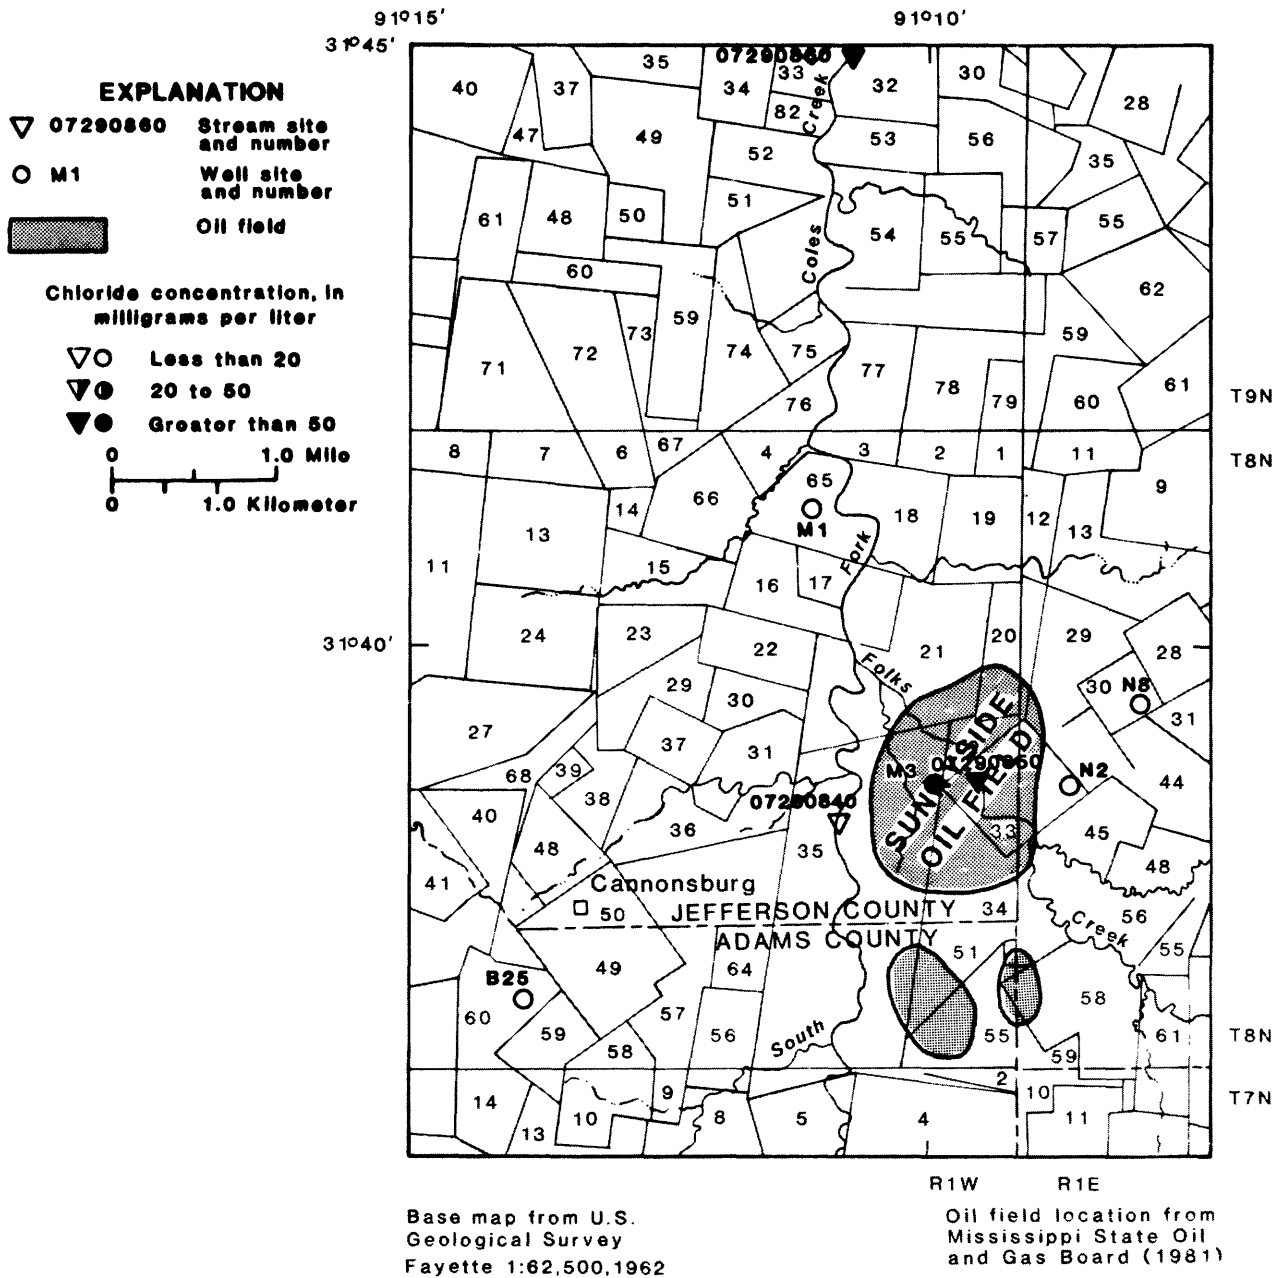 91°15'
91°10'
31°45'
EXPLANATION
07290860 Stream site
and number
M1 Well site
and number
Oil field
Chloride concentration, in
milligrams per liter
Less than 20
20 to 50
Greater than 50
0 1.0 Mile
0 1.0 Kilometer
07290860
35
40 37 34 33 32 30 28
82
Creek
47 49 52 53 56 35
51
61 48 50 54 55 57 55
Coles
60
62
59 73 59
71 72 74 75 77 78 79 60 61
T9N
76
8 7 6 67 4 3 2 1 11
T8N
65 9
66
14 18 19 12 13
M1
13
Fork
11 15 16 17
24 23 22 21 20 29 28
31°40'
Folks
29 30 30 N8
31
27 37 31
SUNNYSIDE
OIL FIELD
M3
N2
68 39 38 44
07290840
40 36 33 45
48 35 48
41
Cannonsburg
50 JEFFERSON COUNTY 34
ADAMS COUNTY
Creek
56
55
51
49 64
B25
60 57 58
59 56 South 55 61
T8N
58 59
2
14 9 10
T7N
13 10 8 5 4 11
R1W R1E
Base map from U.S.
Geological Survey
Fayette 1:62,500,1962
Oil field location from
Mississippi State Oil
and Gas Board (1981)